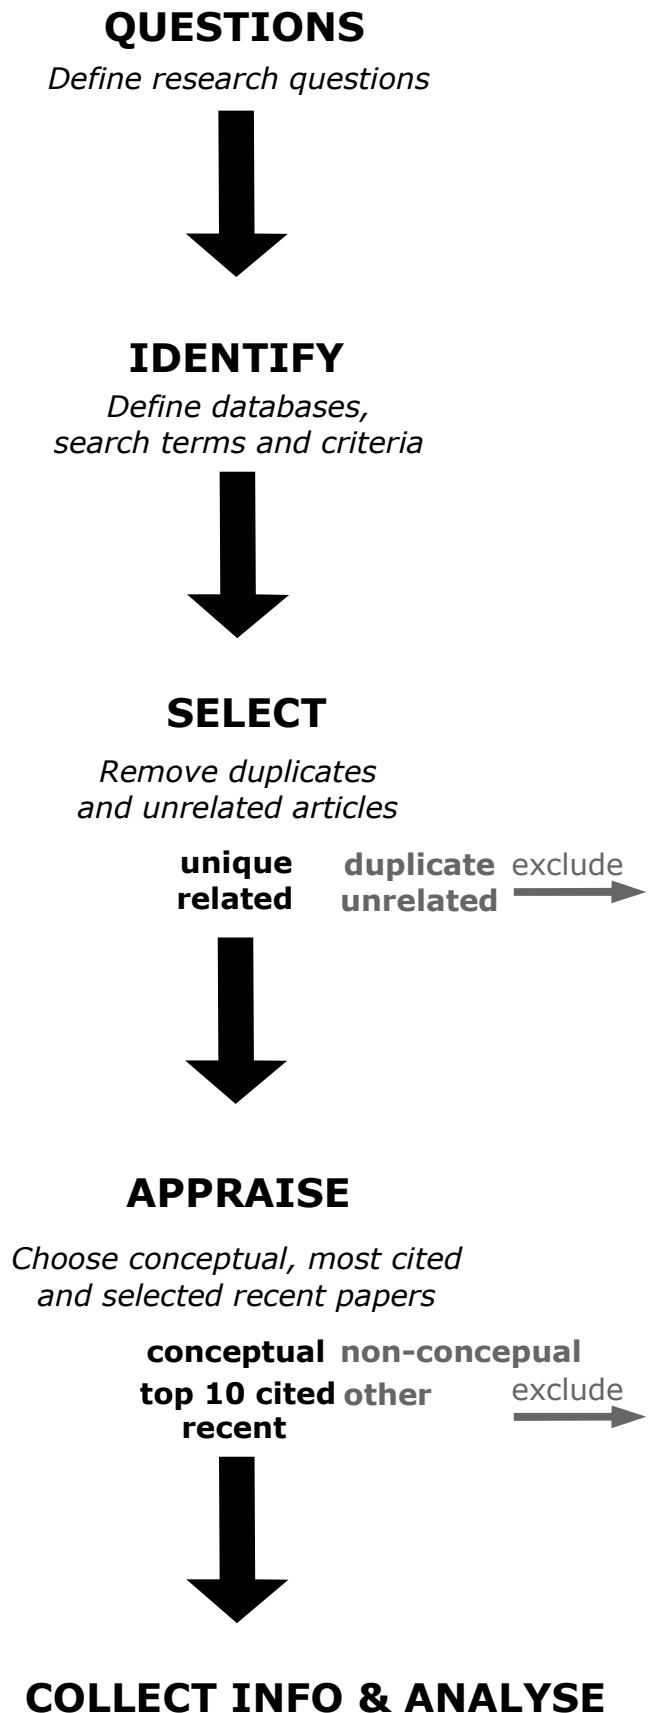 QUESTIONS
Define research questions
IDENTIFY
Define databases,
search terms and criteria
SELECT
Remove duplicates
and unrelated articles
unique duplicate exclude
related unrelated
APPRAISE
Choose conceptual, most cited
and selected recent papers
conceptual non-concepual
top 10 cited other exclude
recent
COLLECT INFO & ANALYSE